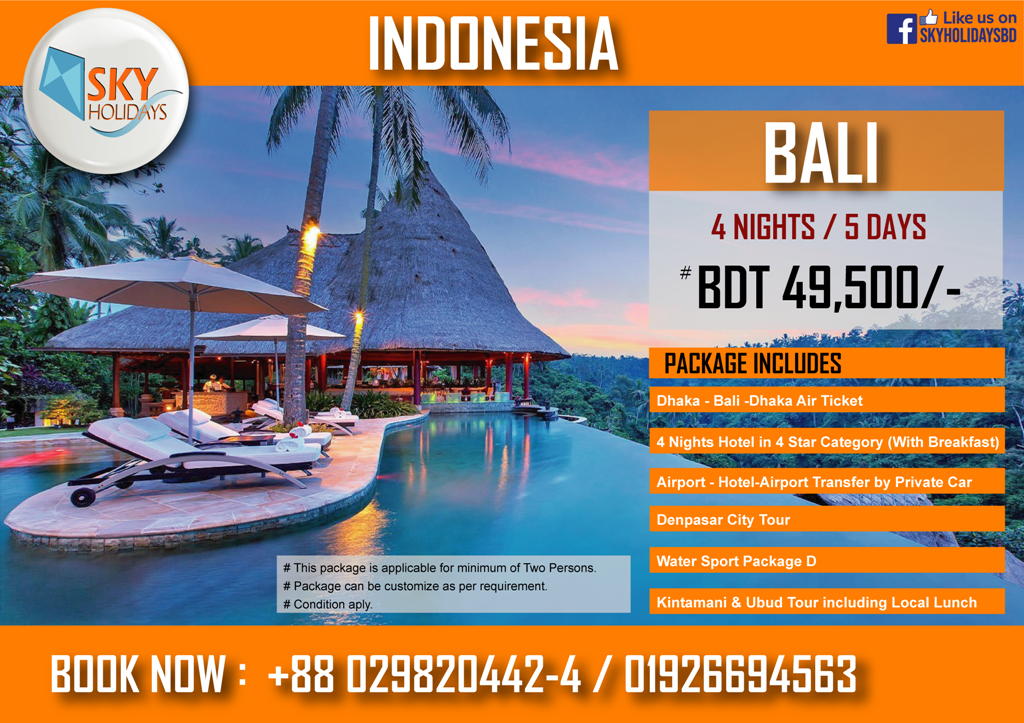 SKY
HOLIDAYS
INDONESIA
Like us on
SKYHOLIDAYSBD
BALI
4 NIGHTS / 5 DAYS
# BDT 49,500/-
PACKAGE INCLUDES
Dhaka - Bali -Dhaka Air Ticket
4 Nights Hotel in 4 Star Category (With Breakfast)
Airport - Hotel-Airport Transfer by Private Car
Denpasar City Tour
Water Sport Package D
Kintamani & Ubud Tour including Local Lunch
# This package is applicable for minimum of Two Persons.
# Package can be customize as per requirement.
# Condition aply.
BOOK NOW : +88 029820442-4 / 01926694563